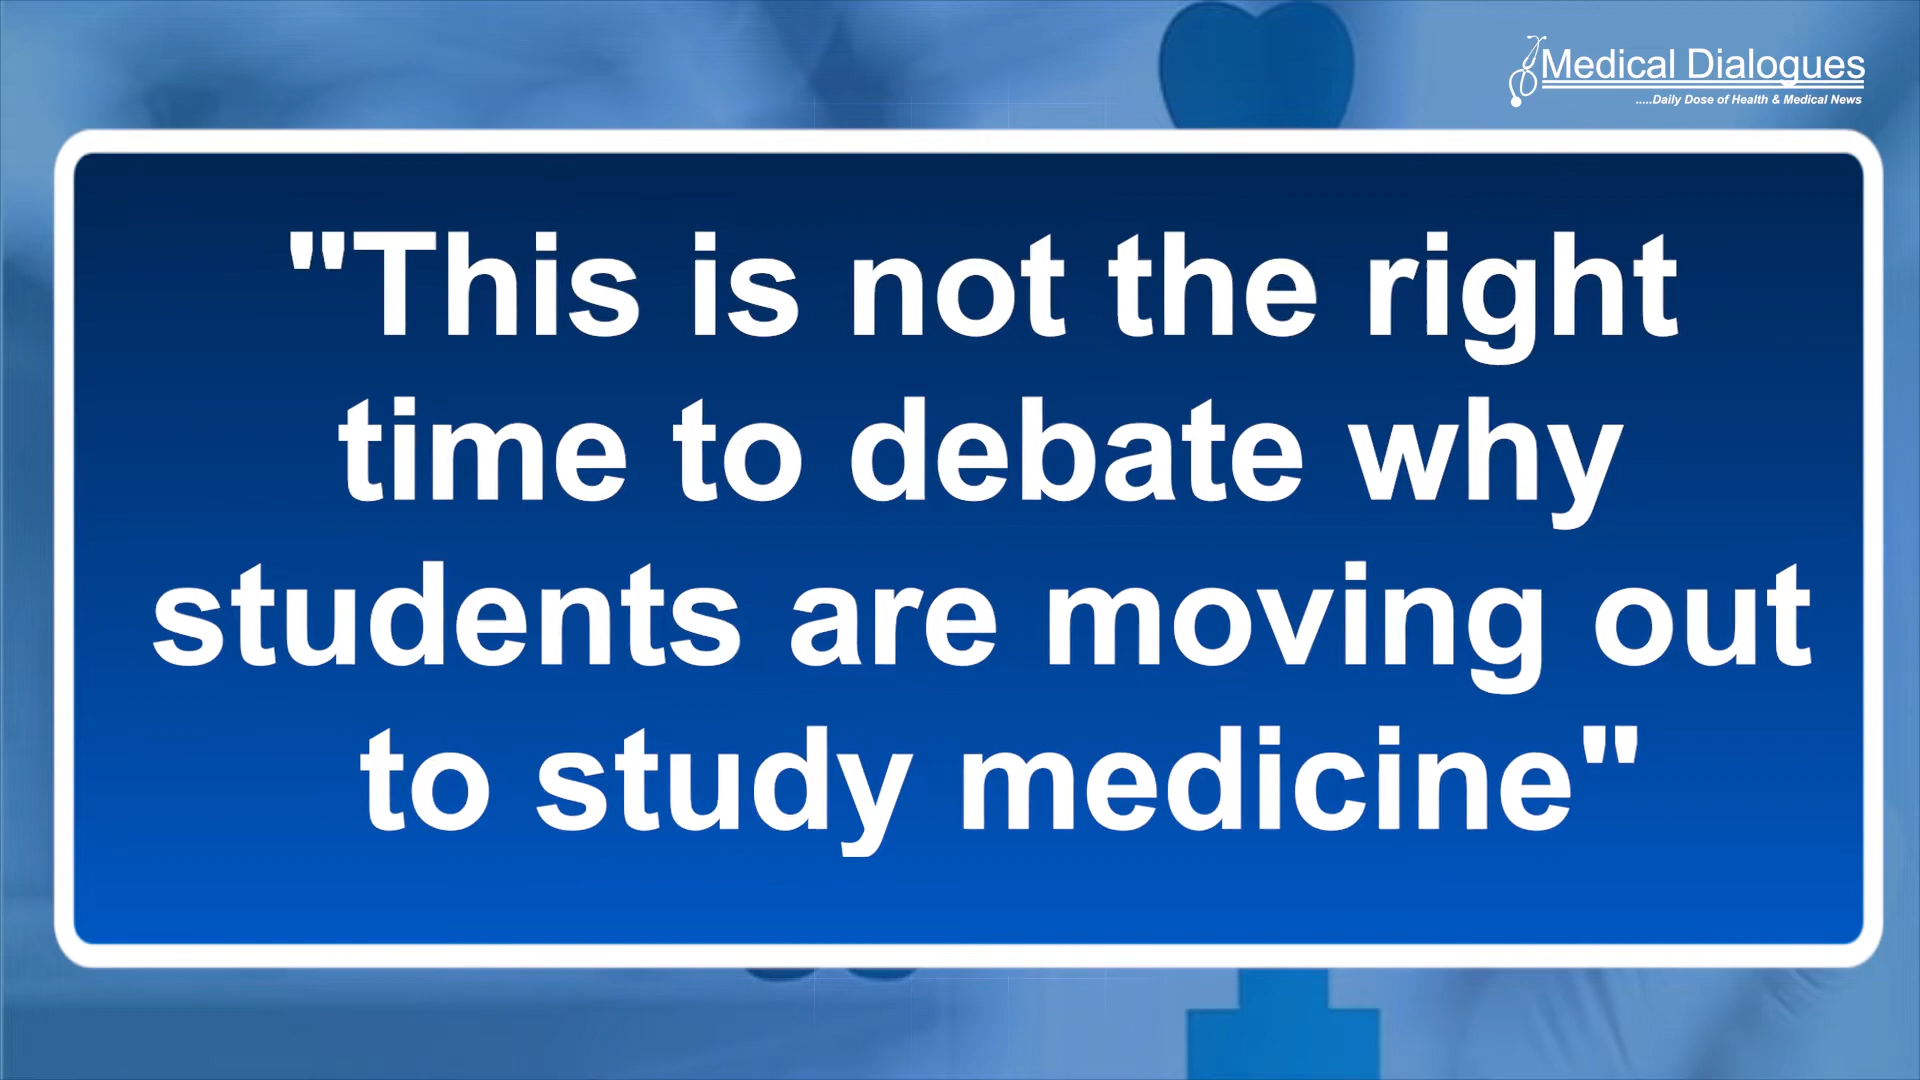 Medical Dialogues
.....Daily Dose of Health & Medical News
"This is not the right
time to debate why
students are moving out
to study medicine"